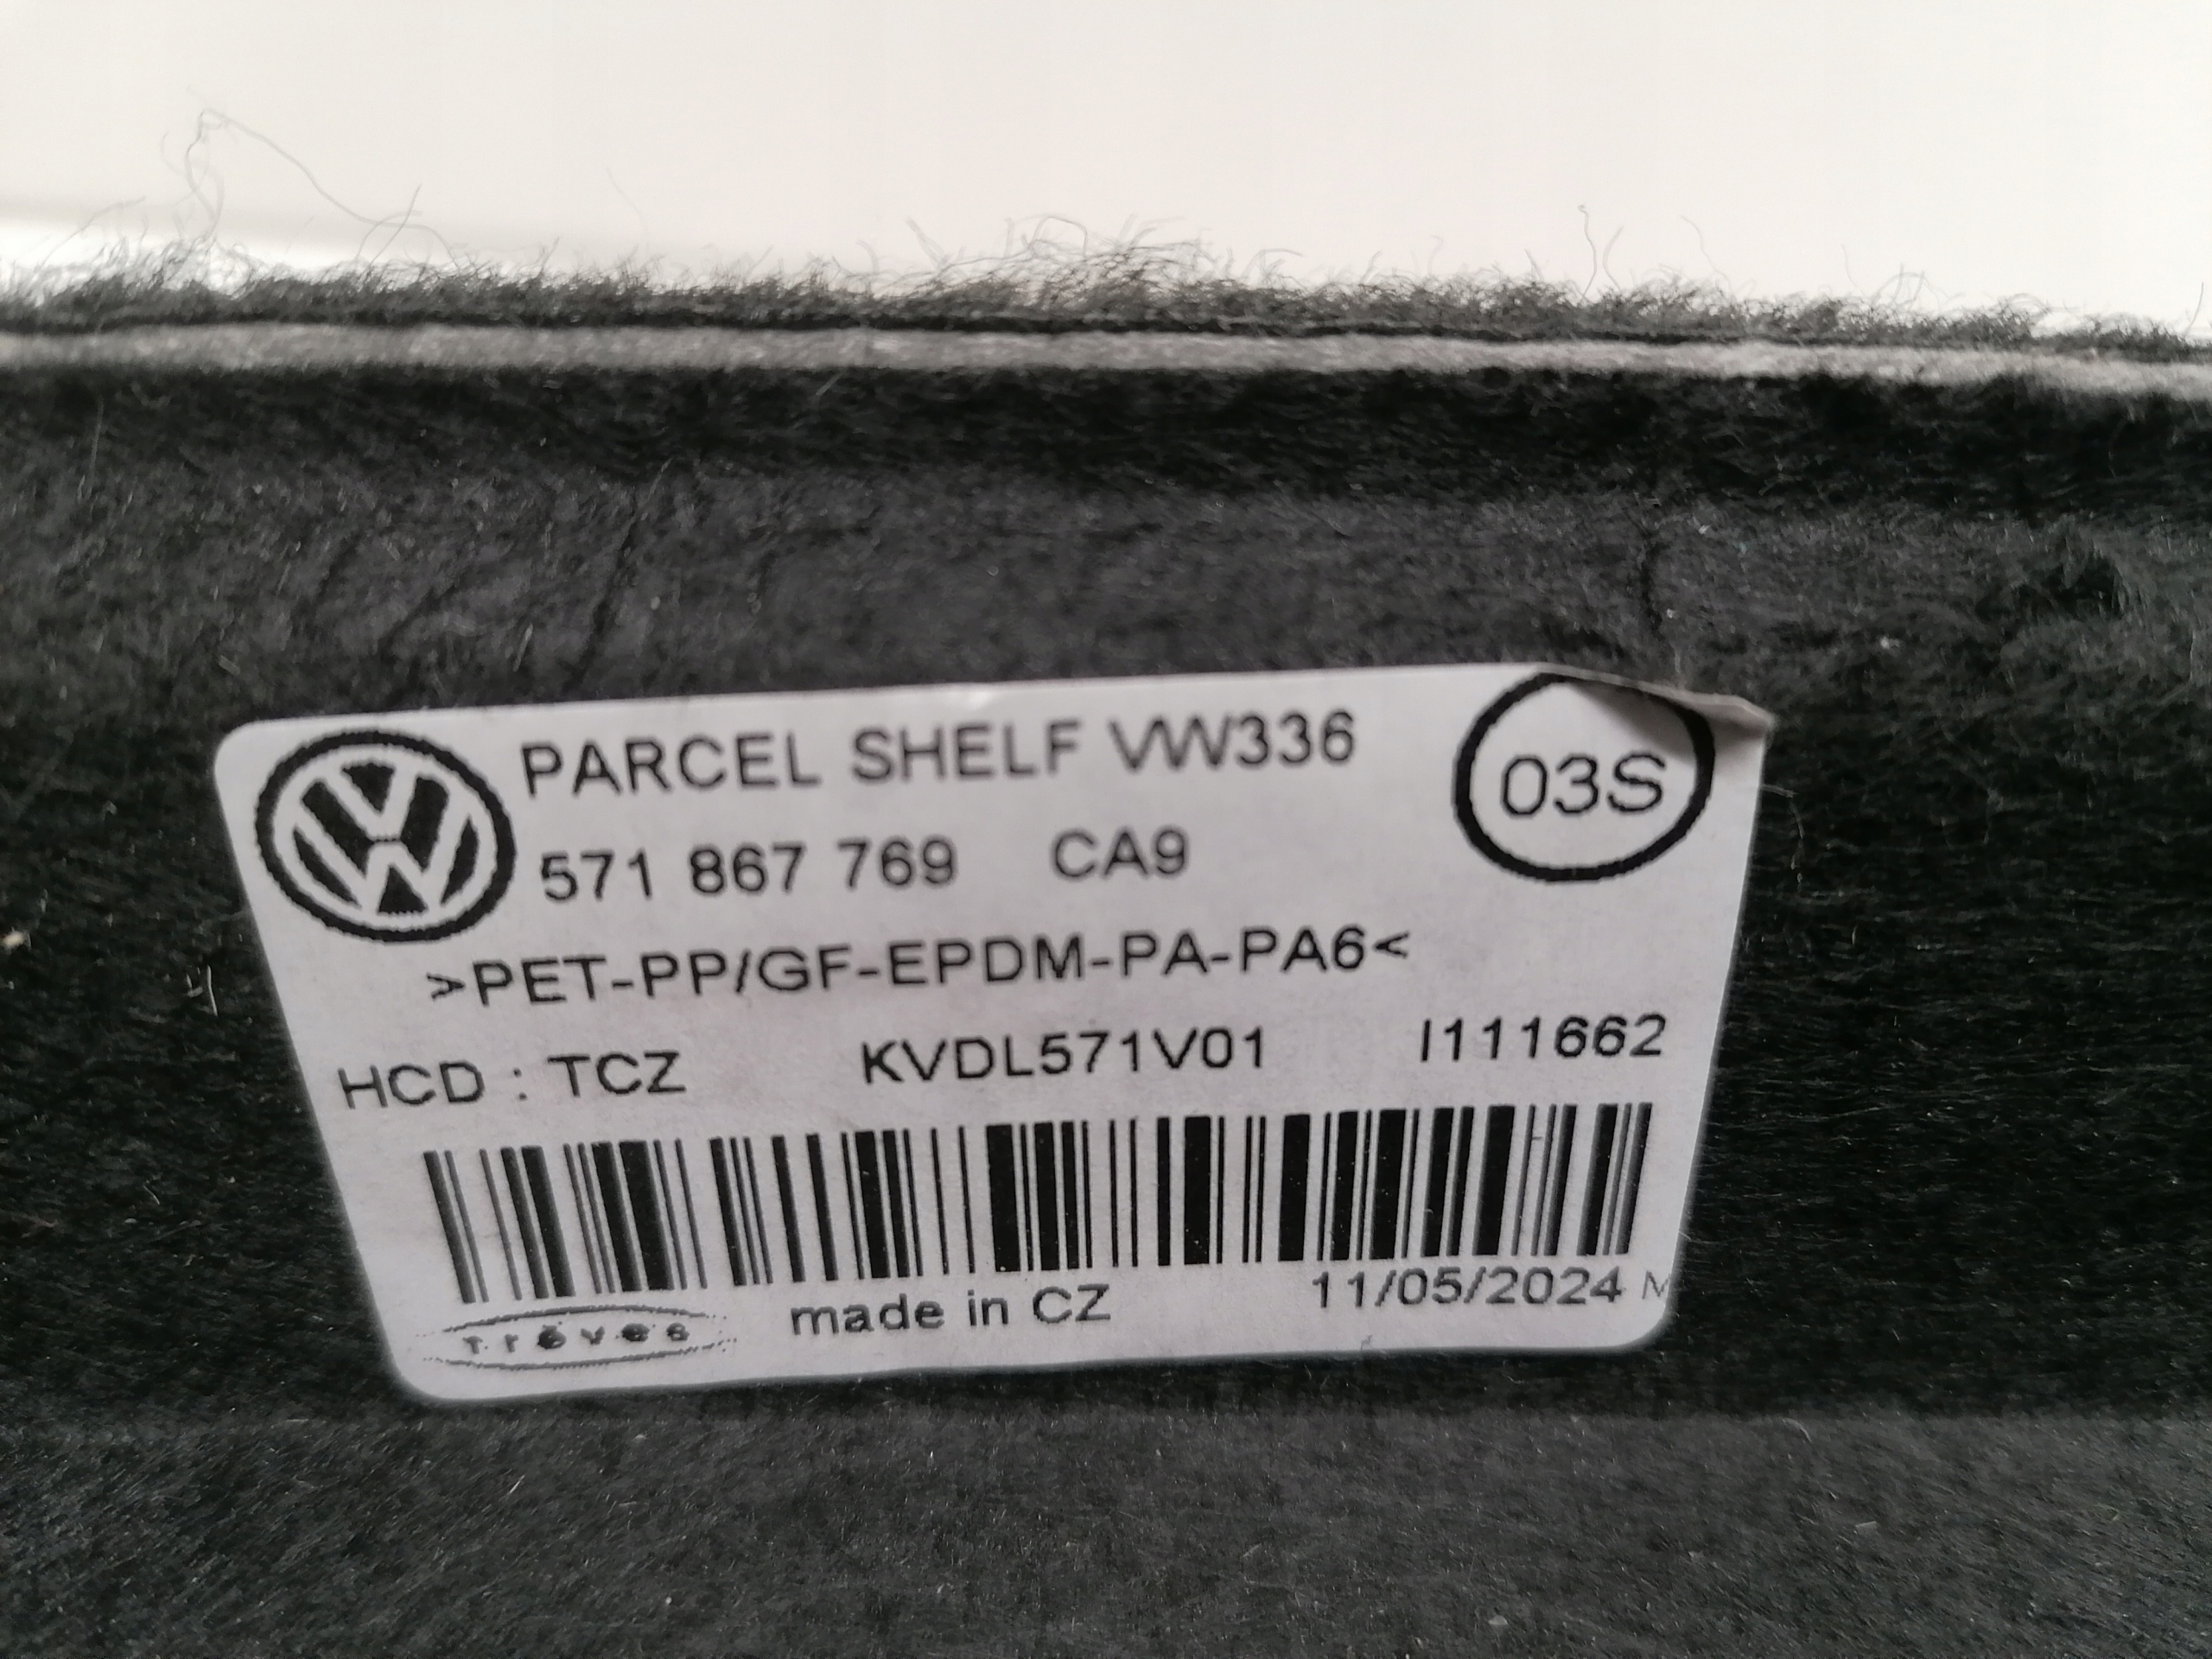 PARCEL SHELF VW336
03S
571 867 769 CA9
>PET-PP/GF-EPDM-PA-PA6<
HCD : TCZ KVDL571V01 I111662
Trèves made in CZ 11/05/2024 M